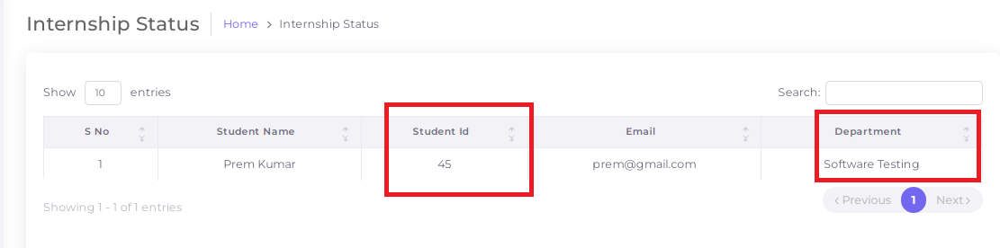 Internship Status Home > Internship Status
Show 10 entries Search:
S No Student Name Student Id Email Department
1 Prem Kumar 45 prem@gmail.com Software Testing
Showing 1 - 1 of 1 entries ‹ Previous 1 Next ›